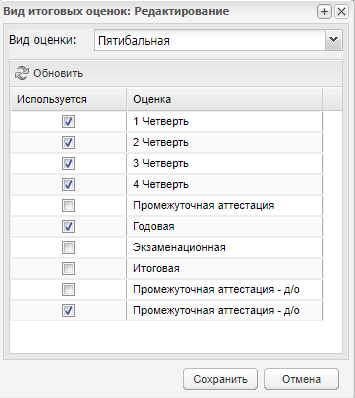 Вид итоговых оценок: Редактирование
Вид оценки: Пятибальная
Обновить
Используется Оценка
1 Четверть
2 Четверть
3 Четверть
4 Четверть
Промежуточная аттестация
Годовая
Экзаменационная
Итоговая
Промежуточная аттестация - д/о
Промежуточная аттестация - д/о
Сохранить Отмена